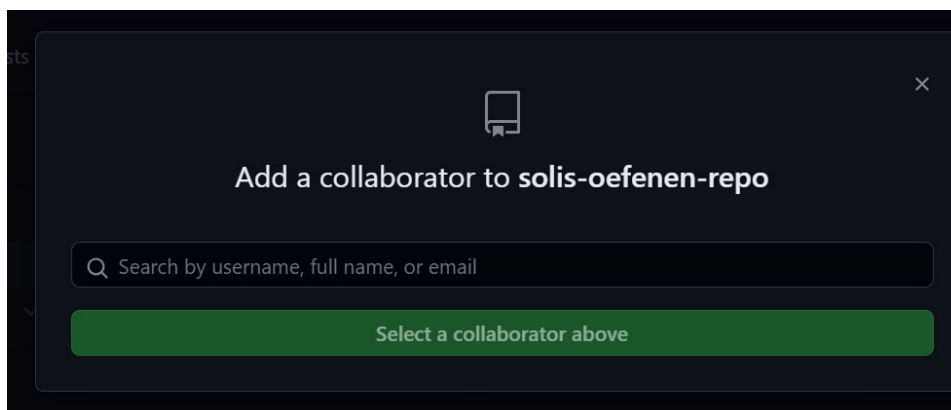 sts
Add a collaborator to solis-oefenen-repo
Search by username, full name, or email
Select a collaborator above